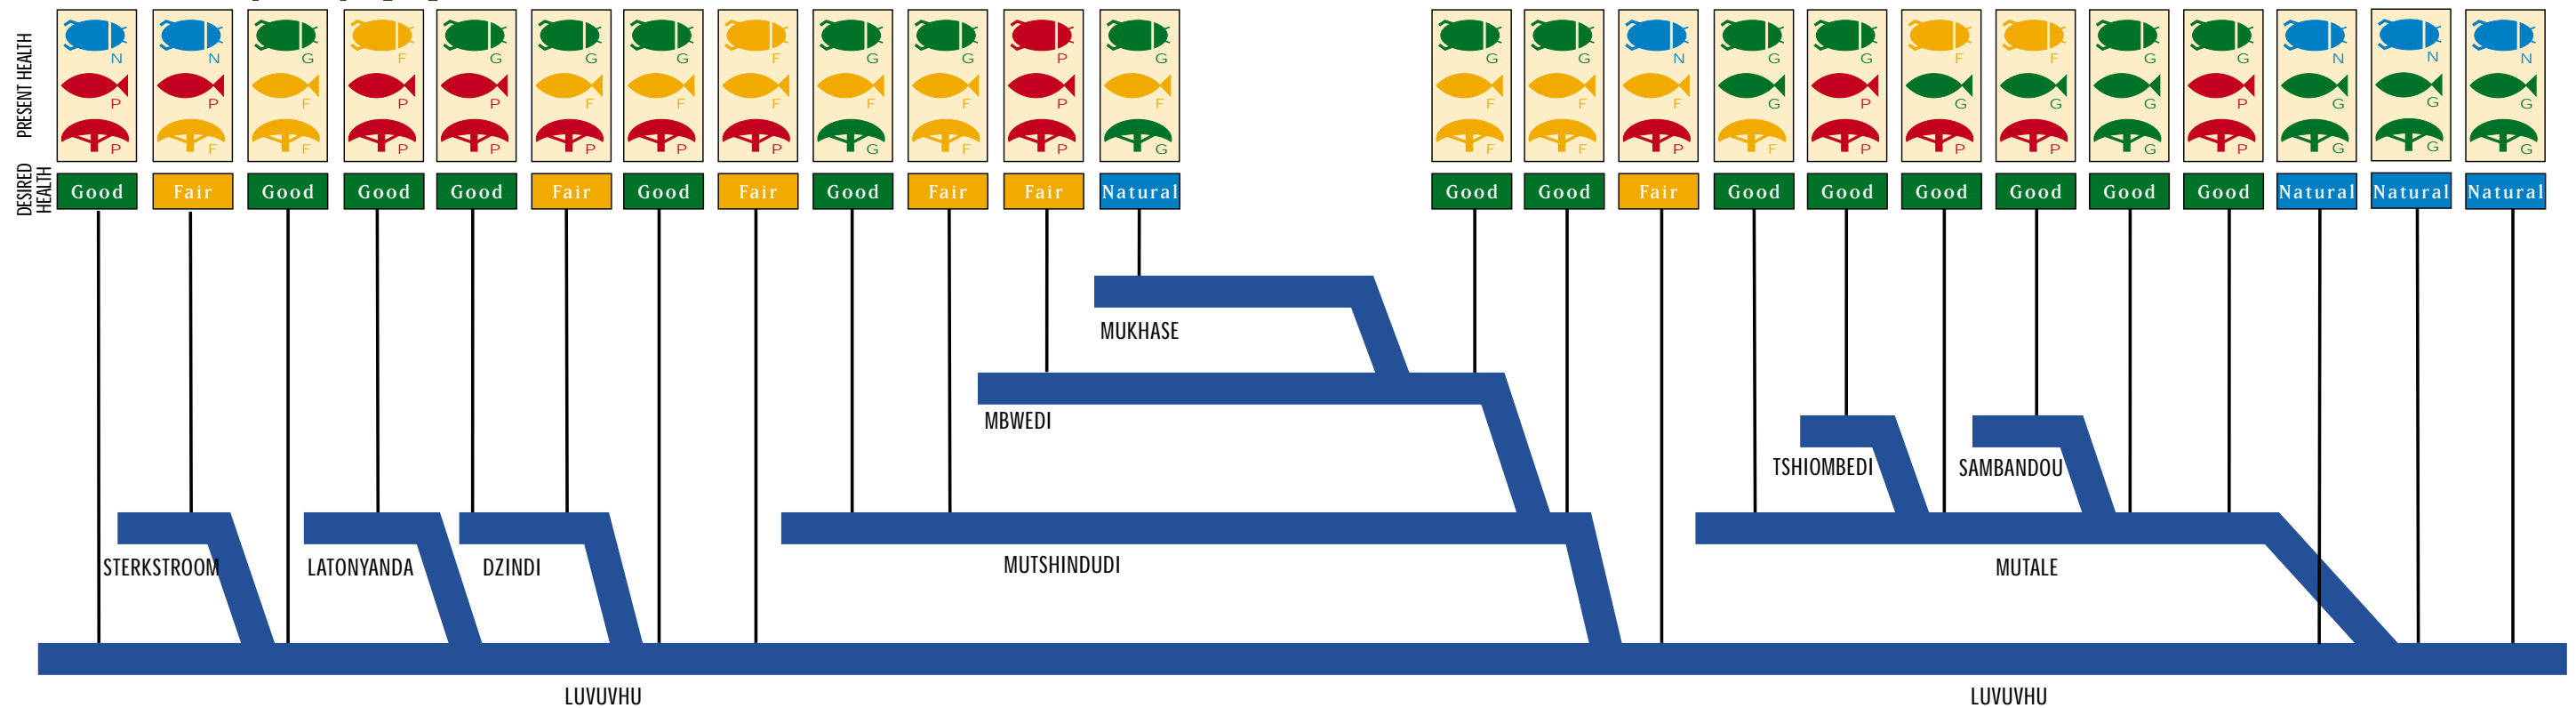 PRESENT HEALTH
N N G F G G G F G G P G G G N G G F F G G N N N
P P F P P F F F F F P F F F F G P G G G P G G G
P F F P P P P P G F P G F F P F P P P G P G G G
DESIRED
HEALTH
Good Fair Good Good Good Fair Good Fair Good Fair Fair Natural Good Good Fair Good Good Good Good Good Good Natural Natural Natural
MUKHASE
MBWEDI
TSHIOMBEDI SAMBANDOU
STERKSTROOM LATONYANDA DZINDI MUTSHINDUDI MUTALE
LUVUVHU LUVUVHU